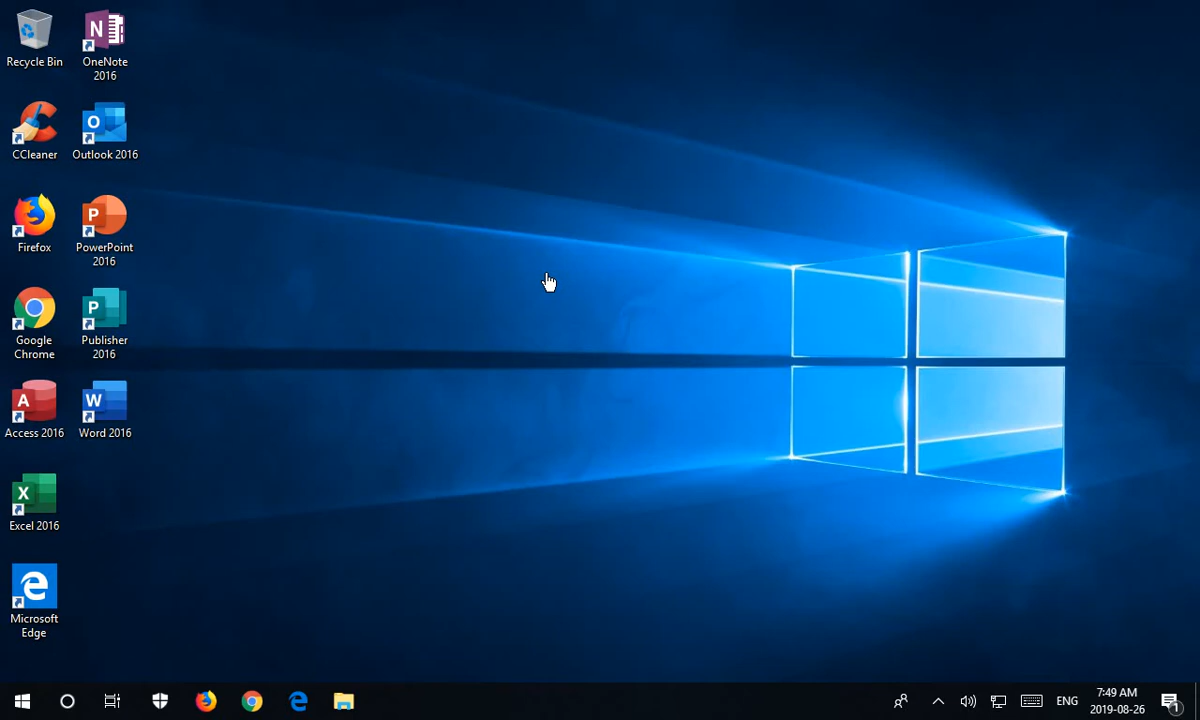 Recycle Bin
OneNote
2016
CCleaner
Outlook 2016
Firefox
PowerPoint
2016
Google
Chrome
Publisher
2016
Access 2016
Word 2016
Excel 2016
Microsoft
Edge
ENG
7:49 AM
2019-08-26
1